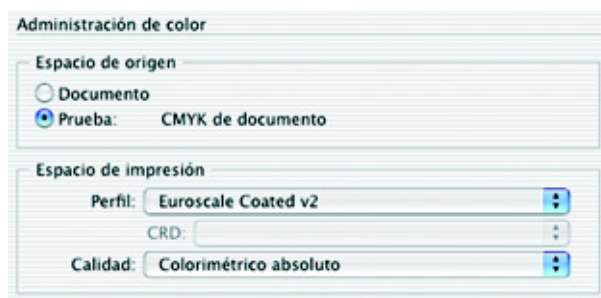 Administración de color
Espacio de origen
Documento
Prueba: CMYK de documento
Espacio de impresión
Perfil: Euroscale Coated v2
CRD:
Calidad: Colorimétrico absoluto